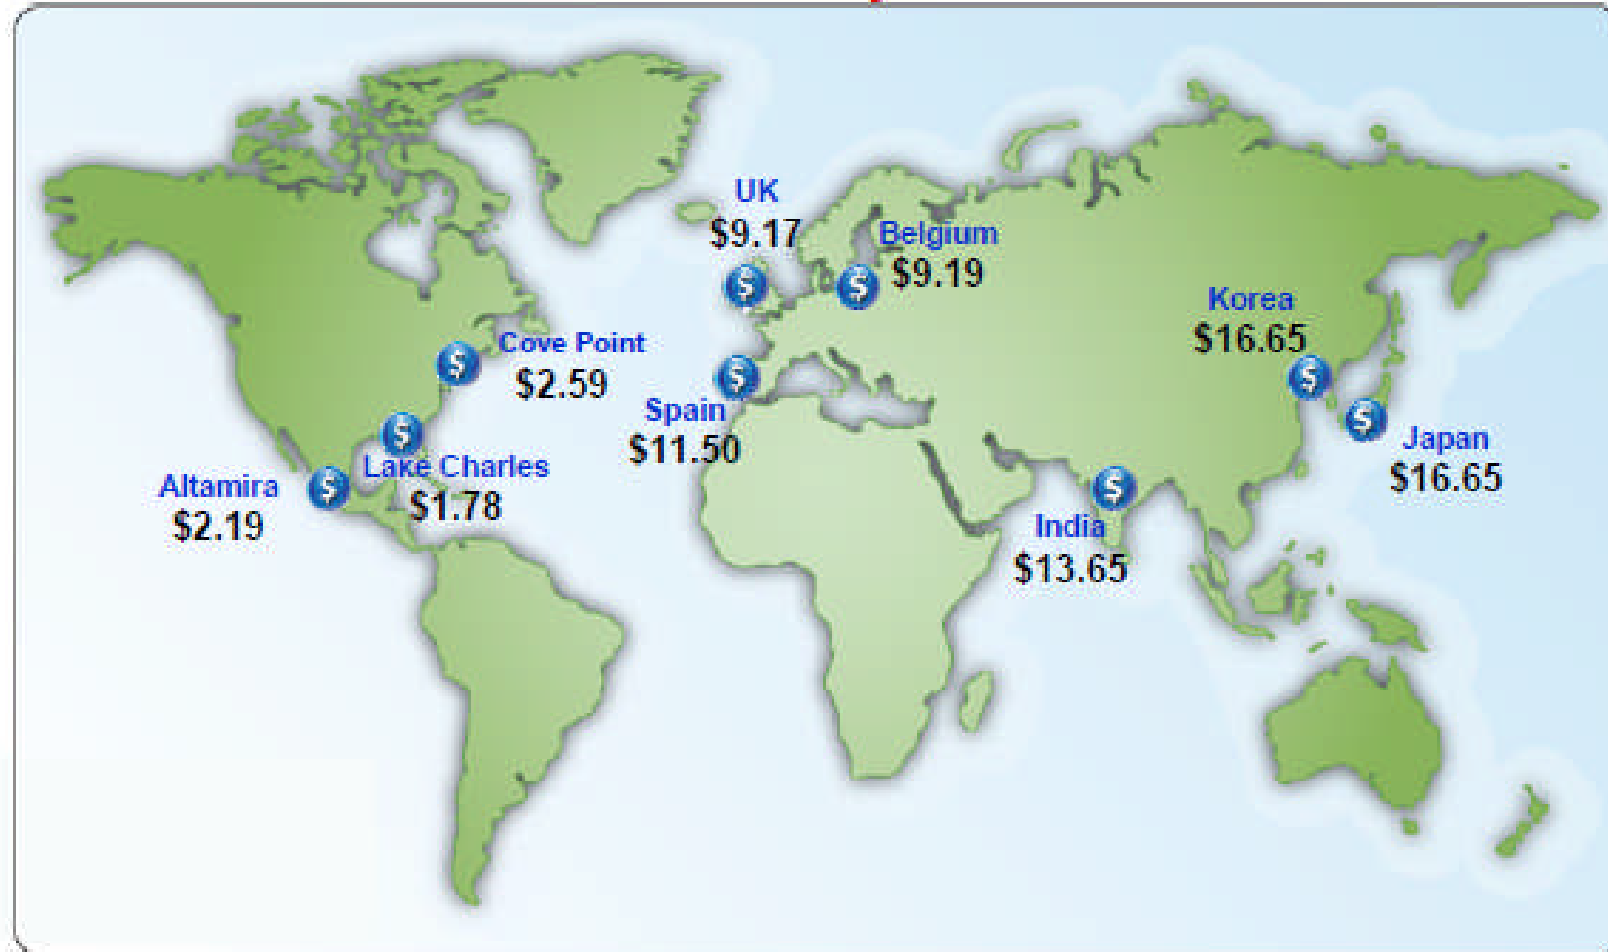 UK
$9.17
Belgium
$9.19
Korea
$16.65
Cove Point
$2.59
Spain
$11.50
Japan
$16.65
Lake Charles
$1.78
Altamira
$2.19
India
$13.65